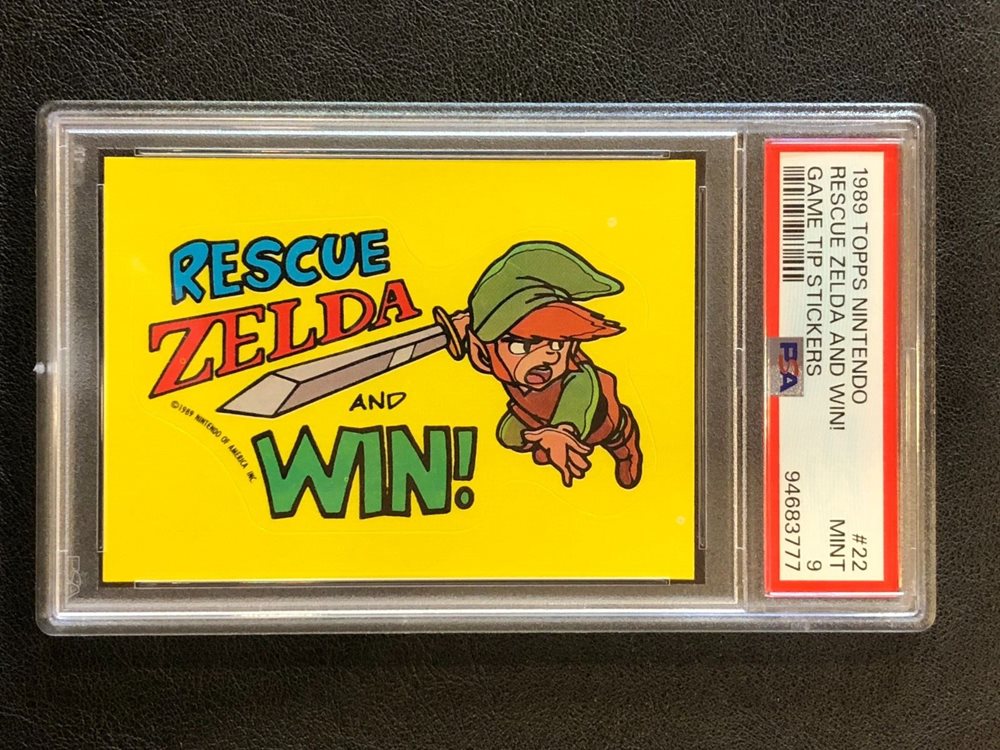 RESCUE
ZELDA
AND
WIN!
©1989 NINTENDO OF AMERICA INC.
1989 TOPPS NINTENDO
#22
RESCUE ZELDA AND WIN!
MINT
GAME TIP STICKERS
9
PSA
94683777